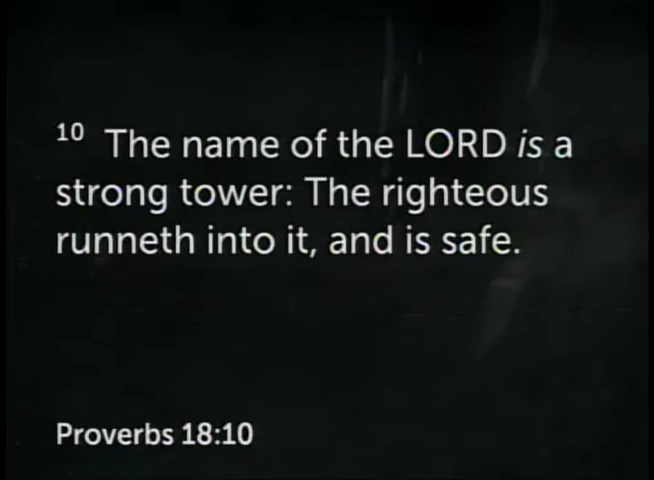 10 The name of the LORD is a
strong tower: The righteous
runneth into it, and is safe.
Proverbs 18:10